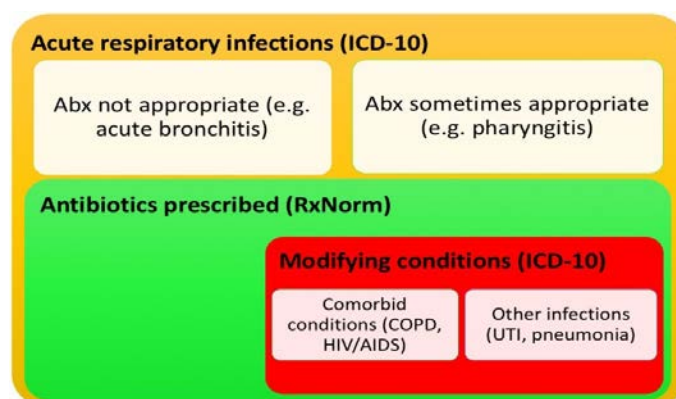 Acute respiratory infections (ICD-10)
Abx not appropriate (e.g.
acute bronchitis)
Abx sometimes appropriate
(e.g. pharyngitis)
Antibiotics prescribed (RxNorm)
Modifying conditions (ICD-10)
Comorbid
conditions (COPD,
HIV/AIDS)
Other infections
(UTI, pneumonia)